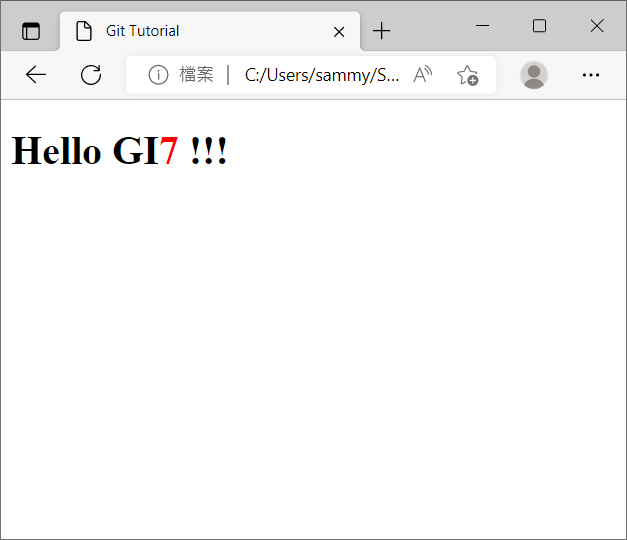 Git Tutorial
檔案 C:/Users/sammy/S...
Hello GI7 !!!